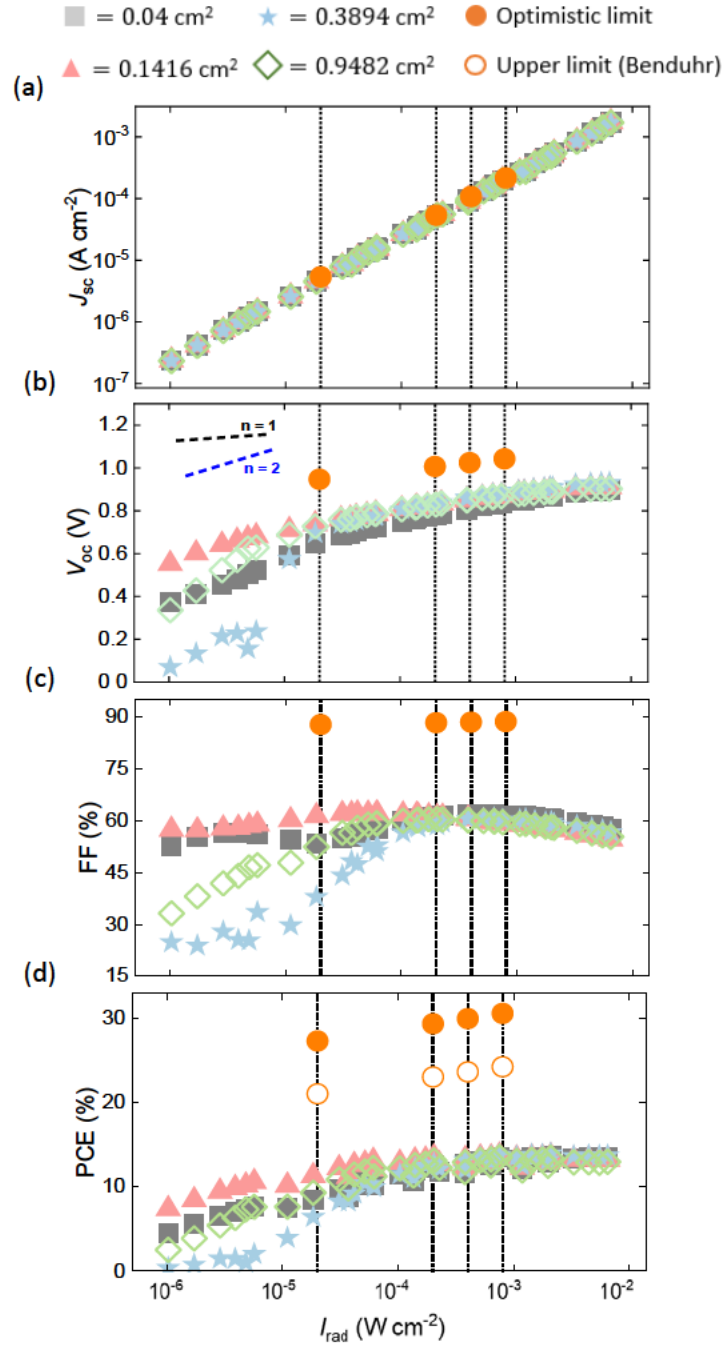 = 0.04 cm² = 0.3894 cm² Optimistic limit
= 0.1416 cm² = 0.9482 cm² Upper limit (Benduhr)
(a)
10⁻³
10⁻⁴
10⁻⁵
10⁻⁶
10⁻⁷
Jsc (A cm⁻²)
(b)
1.2
1.0
0.8
0.6
0.4
0.2
0 0
Voc (V)
n = 1
n = 2
(c)
90
75
60
45
30
15
FF (%)
(d)
30
20
10
0
PCE (%)
10⁻⁶ 10⁻⁵ 10⁻⁴ 10⁻³ 10⁻²
Irad (W cm⁻²)